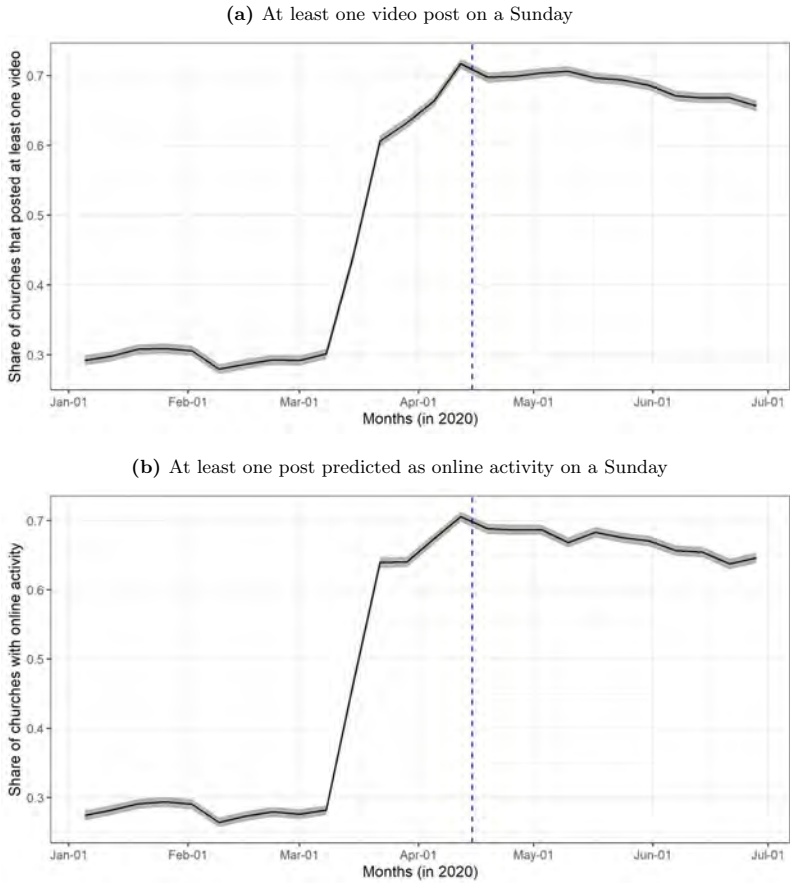 (a) At least one video post on a Sunday
Share of churches that posted at least one video
0.7
0.6
0.5
0.4
0.3
Jan-01 Feb-01 Mar-01 Apr-01 May-01 Jun-01 Jul-01
Months (in 2020)
(b) At least one post predicted as online activity on a Sunday
Share of churches with online activity
0.7
0.6
0.5
0.4
0.3
Jan-01 Feb-01 Mar-01 Apr-01 May-01 Jun-01 Jul-01
Months (in 2020)